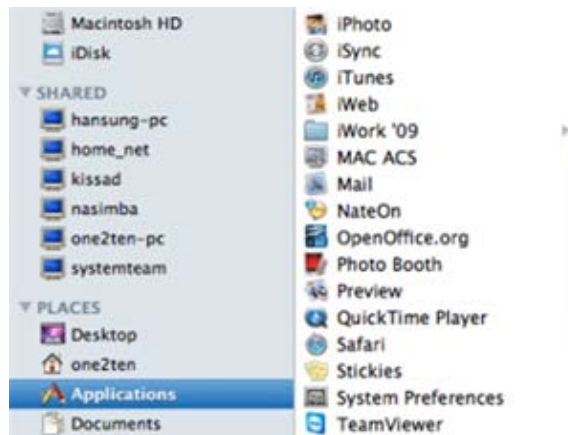 Macintosh HD
iDisk
SHARED
hansung-pc
home_net
kissad
nasimba
one2ten-pc
systemteam
PLACES
Desktop
one2ten
Applications
Documents
iPhoto
iSync
iTunes
iWeb
iWork '09
MAC ACS
Mail
NateOn
OpenOffice.org
Photo Booth
Preview
QuickTime Player
Safari
Stickies
System Preferences
TeamViewer